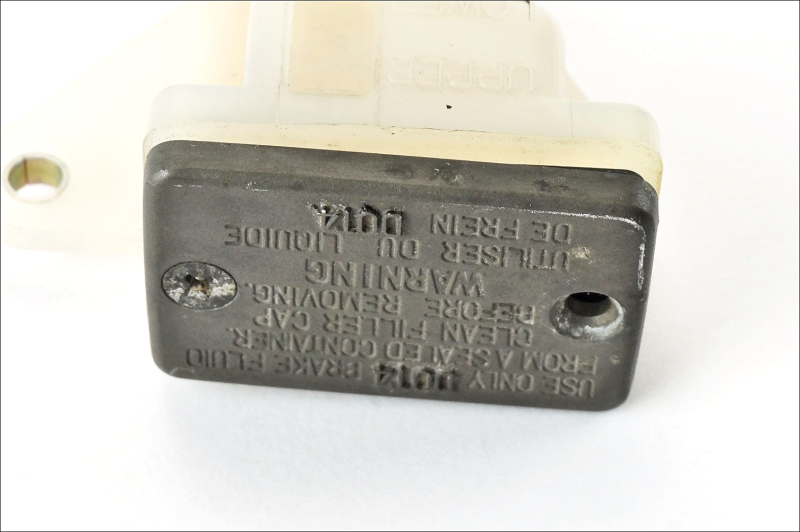 USE ONLY DOT4 BRAKE FLUID
FROM A SEALED CONTAINER.
CLEAN FILLER CAP
BEFORE REMOVING.
WARNING
UTILISER DU LIQUIDE
DE FREIN DOT4
UPPER